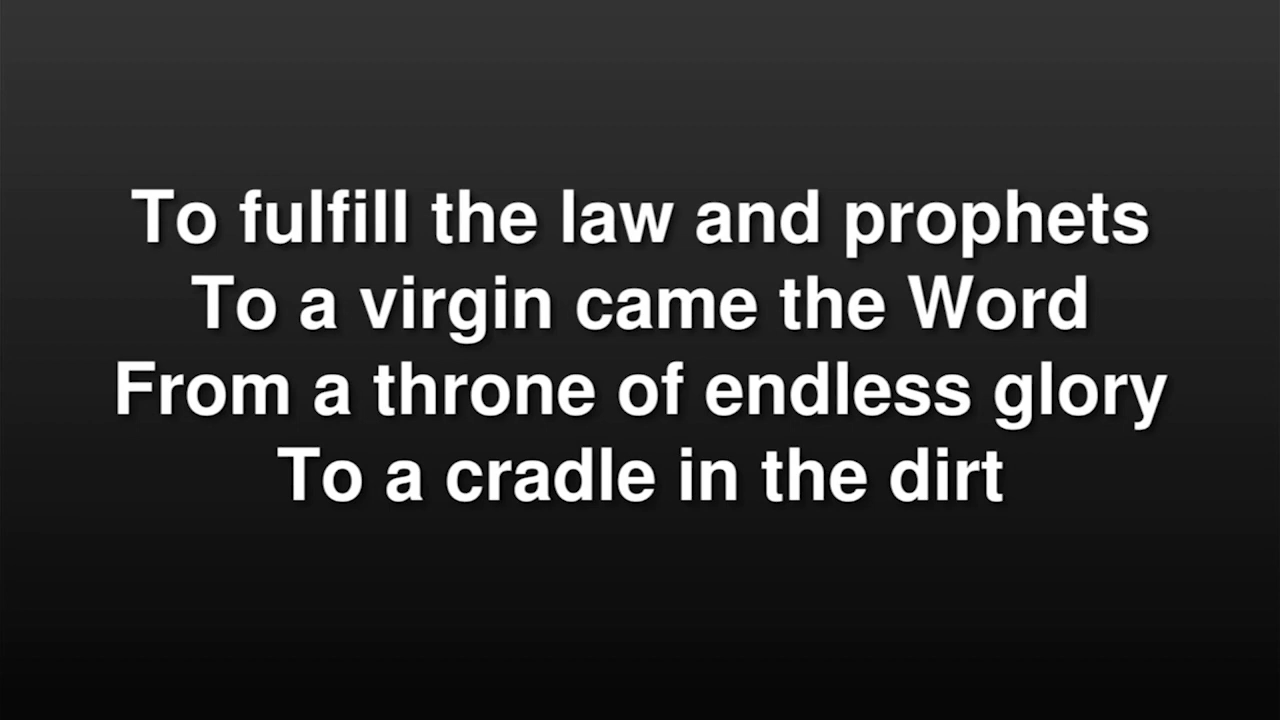 To fulfill the law and prophets
To a virgin came the Word
From a throne of endless glory
To a cradle in the dirt